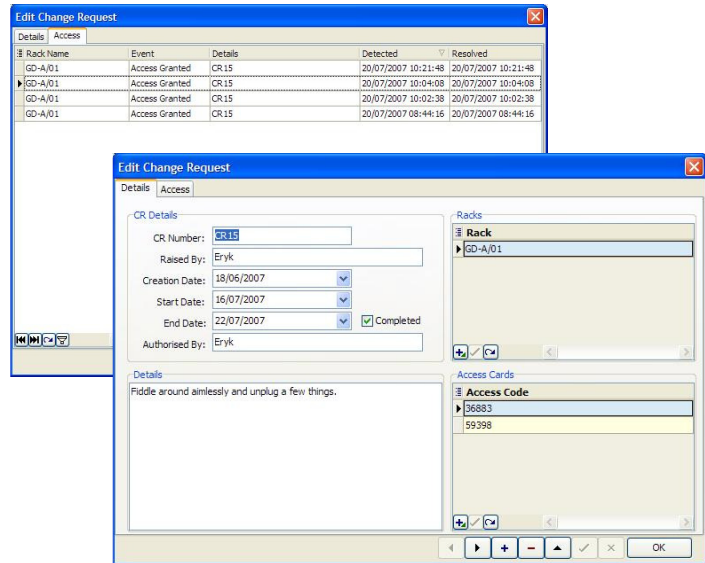 Edit Change Request
Details Access
Rack Name Event Details Detected Resolved
GD-A/01 Access Granted CR15 20/07/2007 10:21:48 20/07/2007 10:21:48
GD-A/01 Access Granted CR15 20/07/2007 10:04:08 20/07/2007 10:04:08
GD-A/01 Access Granted CR15 20/07/2007 10:02:38 20/07/2007 10:02:38
GD-A/01 Access Granted CR15 20/07/2007 08:44:16 20/07/2007 08:44:16
Edit Change Request
Details Access
CR Details
CR Number: CR15
Raised By: Eryk
Creation Date: 18/06/2007
Start Date: 16/07/2007
End Date: 22/07/2007 Completed
Authorised By: Eryk
Racks
Rack
GD-A/01
Details
Fiddle around aimlessly and unplug a few things.
Access Cards
Access Code
36883
59398
OK